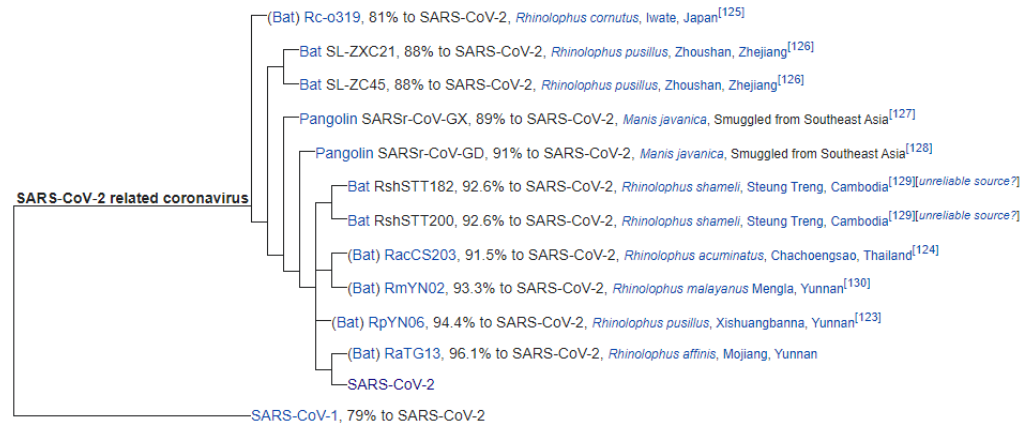 (Bat) Rc-o319, 81% to SARS-CoV-2, Rhinolophus cornutus, Iwate, Japan[125]
Bat SL-ZXC21, 88% to SARS-CoV-2, Rhinolophus pusillus, Zhoushan, Zhejiang[126]
Bat SL-ZC45, 88% to SARS-CoV-2, Rhinolophus pusillus, Zhoushan, Zhejiang[126]
Pangolin SARSr-CoV-GX, 89% to SARS-CoV-2, Manis javanica, Smuggled from Southeast Asia[127]
Pangolin SARSr-CoV-GD, 91% to SARS-CoV-2, Manis javanica, Smuggled from Southeast Asia[128]
Bat RshSTT182, 92.6% to SARS-CoV-2, Rhinolophus shameli, Steung Treng, Cambodia[129][unreliable source?]
SARS-CoV-2 related coronavirus
Bat RshSTT200, 92.6% to SARS-CoV-2, Rhinolophus shameli, Steung Treng, Cambodia[129][unreliable source?]
(Bat) RacCS203, 91.5% to SARS-CoV-2, Rhinolophus acuminatus, Chachoengsao, Thailand[124]
(Bat) RmYN02, 93.3% to SARS-CoV-2, Rhinolophus malayanus Mengla, Yunnan[130]
(Bat) RpYN06, 94.4% to SARS-CoV-2, Rhinolophus pusillus, Xishuangbanna, Yunnan[123]
(Bat) RaTG13, 96.1% to SARS-CoV-2, Rhinolophus affinis, Mojiang, Yunnan
SARS-CoV-2
SARS-CoV-1, 79% to SARS-CoV-2